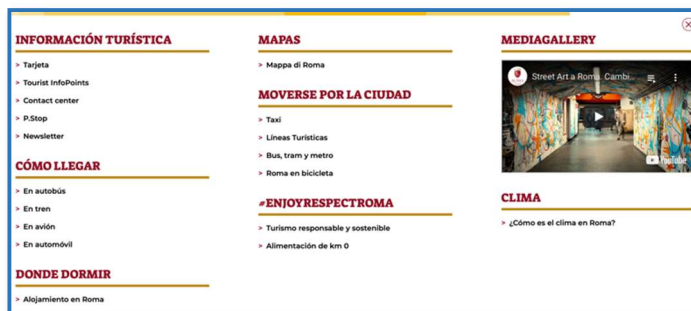 INFORMACIÓN TURÍSTICA
> Tarjeta
> Tourist InfoPoints
> Contact center
> P.Stop
> Newsletter
CÓMO LLEGAR
> En autobús
> En tren
> En avión
> En automóvil
DONDE DORMIR
> Alojamiento en Roma
MAPAS
> Mappa di Roma
MOVERSE POR LA CIUDAD
> Taxi
> Líneas Turísticas
> Bus, tram y metro
> Roma en bicicleta
#ENJOYRESPECTROMA
> Turismo responsable y sostenible
> Alimentación de km 0
MEDIAGALLERY
Street Art a Roma. Cambi
YouTube
CLIMA
> ¿Cómo es el clima en Roma?